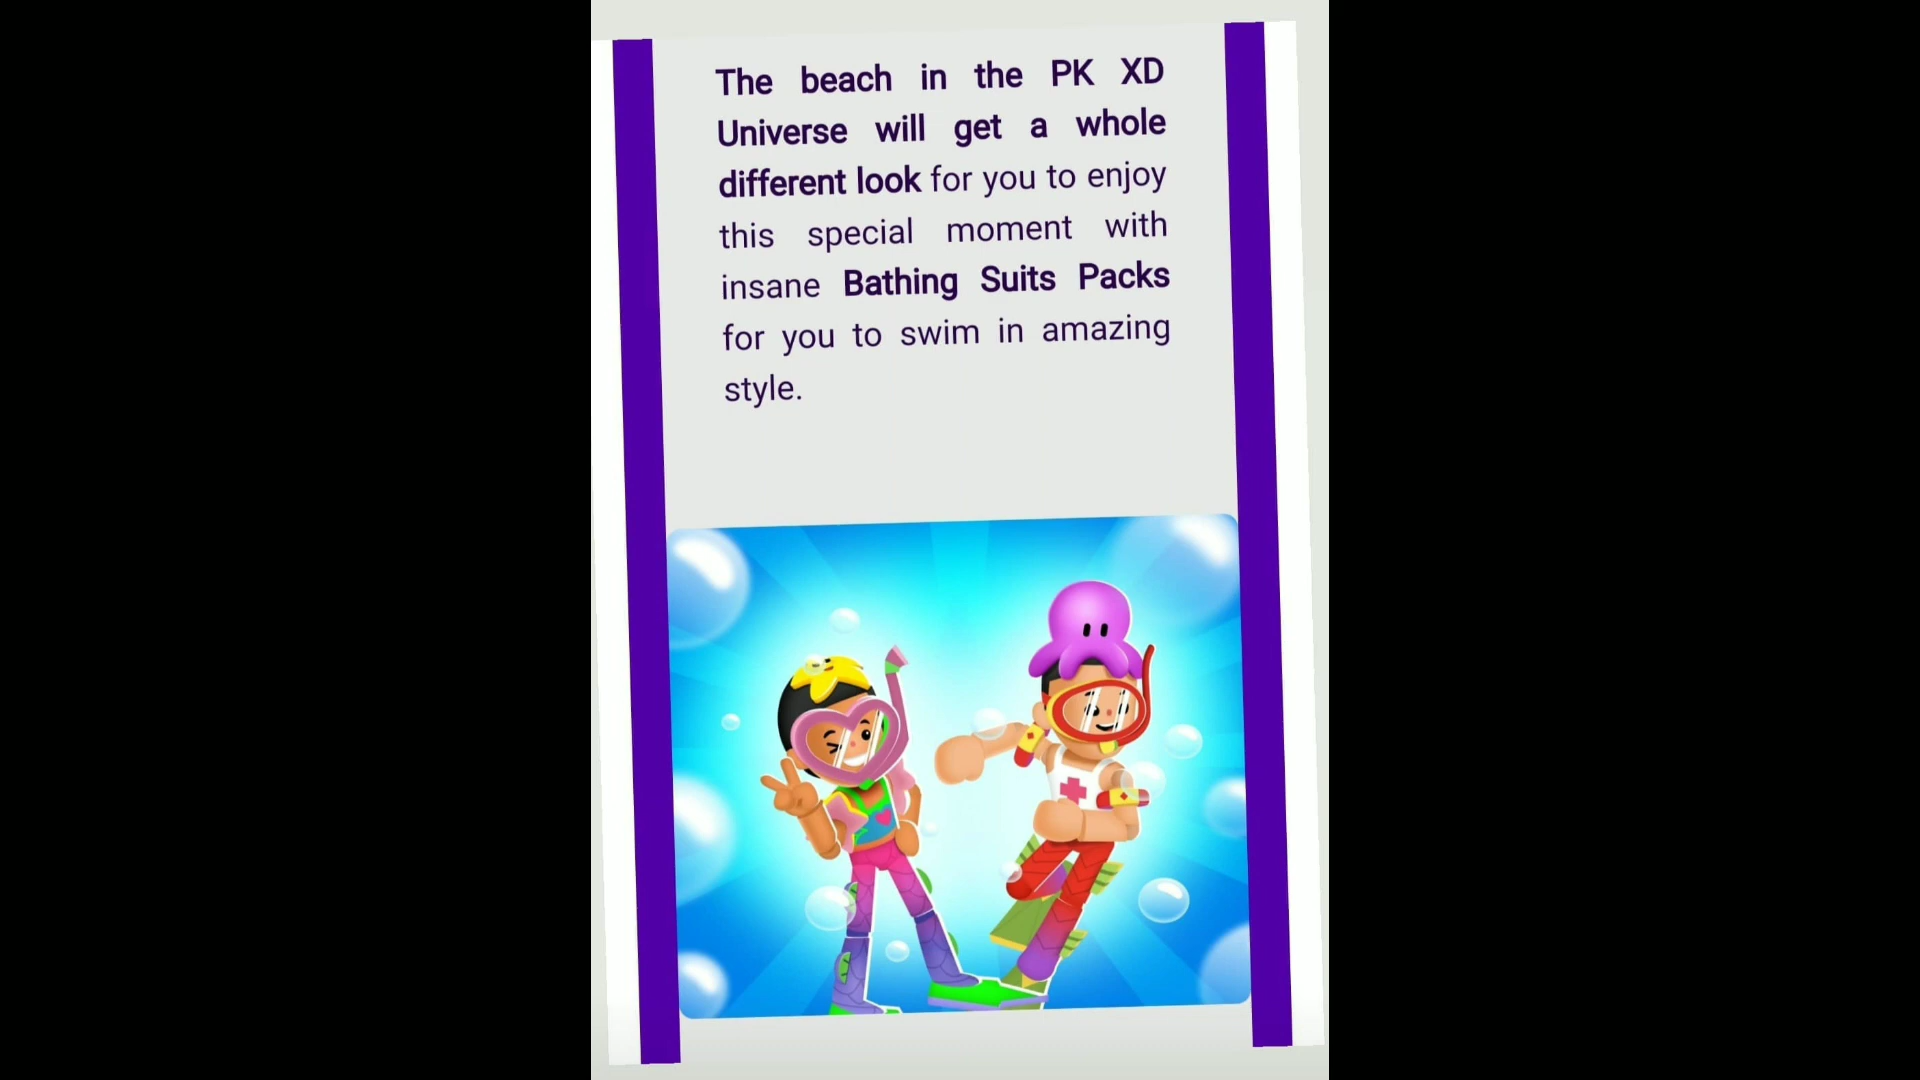 The beach in the PK XD
Universe will get a whole
different look for you to enjoy
this special moment with
insane Bathing Suits Packs
for you to swim in amazing
style.